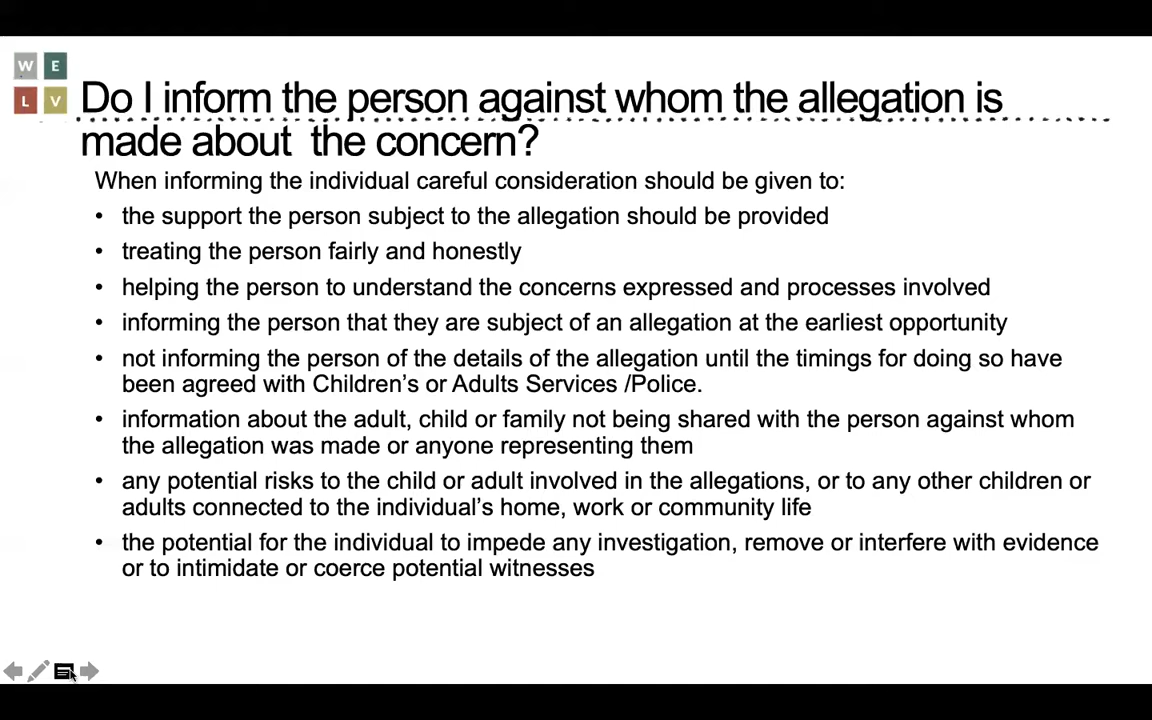 W E
L V
Do I inform the person against whom the allegation is
made about  the concern?
When informing the individual careful consideration should be given to:
• the support the person subject to the allegation should be provided
• treating the person fairly and honestly
• helping the person to understand the concerns expressed and processes involved
• informing the person that they are subject of an allegation at the earliest opportunity
• not informing the person of the details of the allegation until the timings for doing so have
been agreed with Children’s or Adults Services /Police.
• information about the adult, child or family not being shared with the person against whom
the allegation was made or anyone representing them
• any potential risks to the child or adult involved in the allegations, or to any other children or
adults connected to the individual’s home, work or community life
• the potential for the individual to impede any investigation, remove or interfere with evidence
or to intimidate or coerce potential witnesses